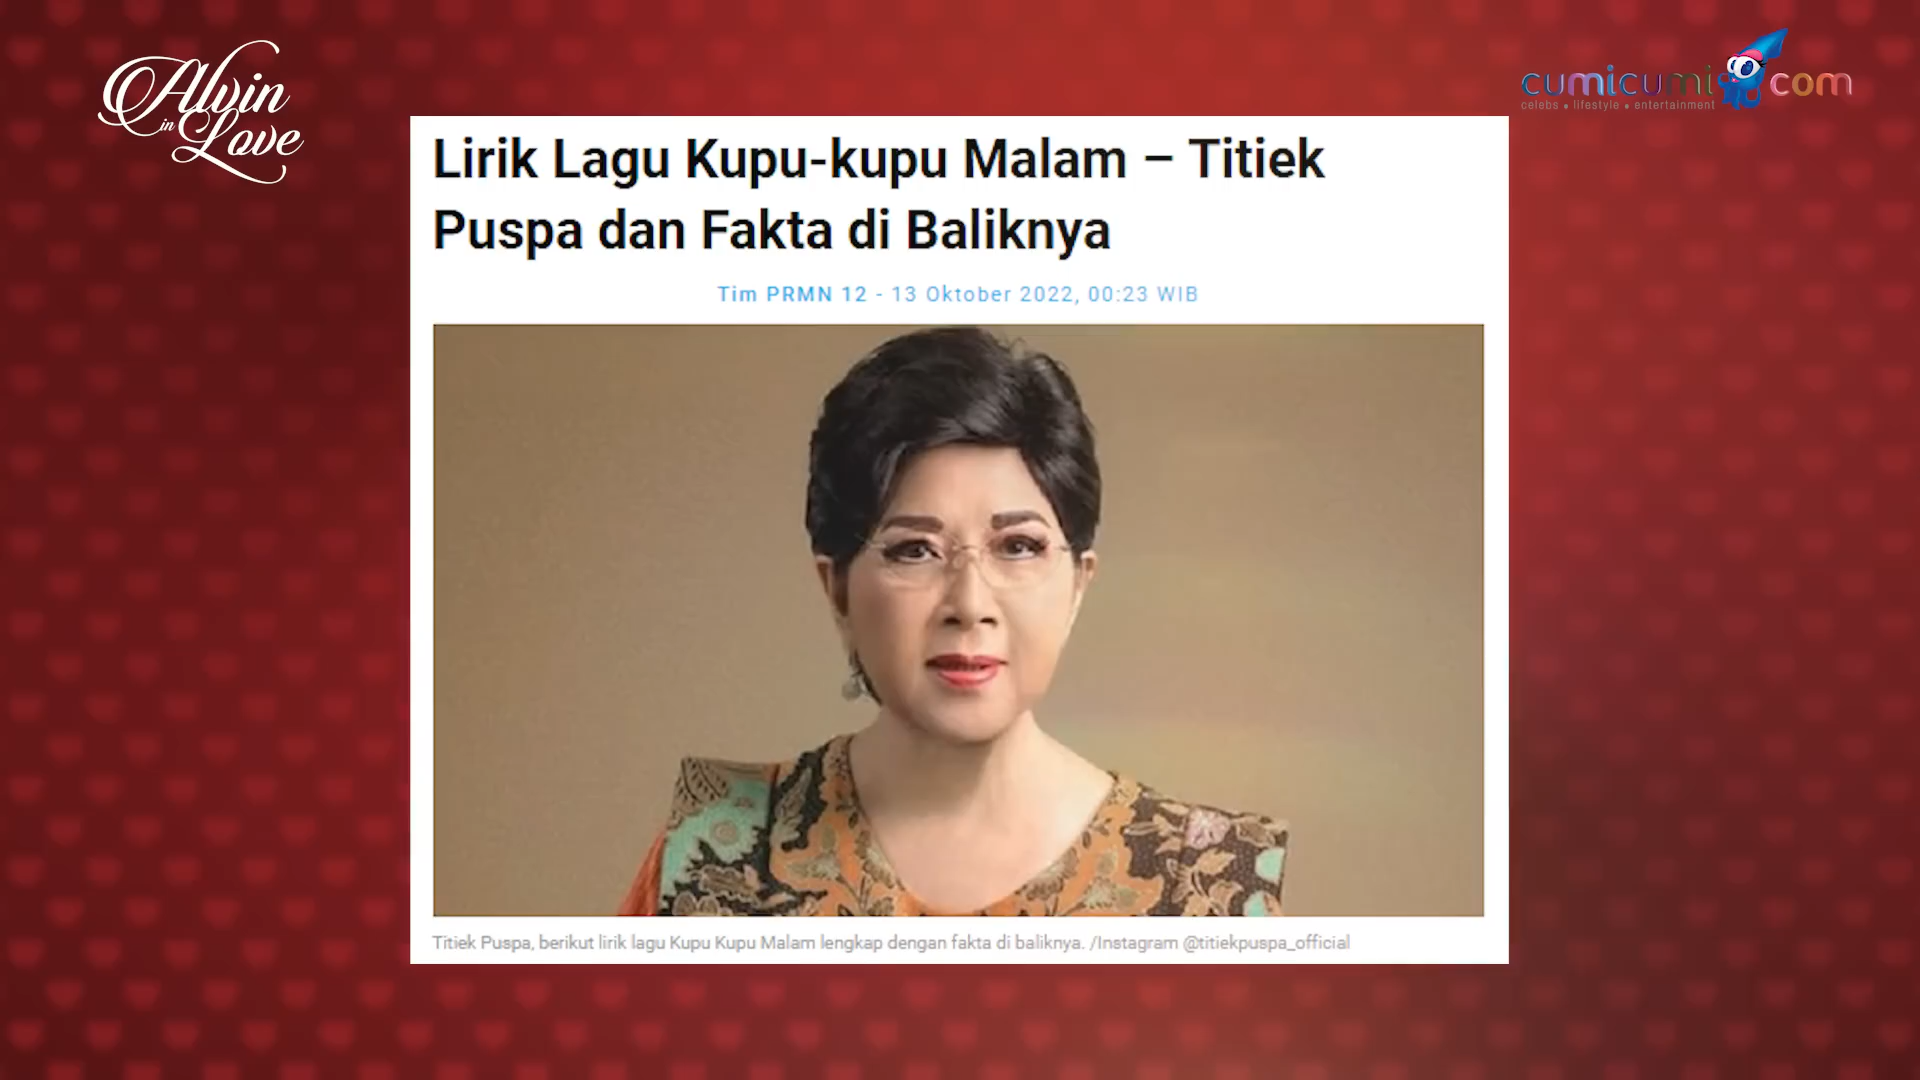 Alvin
in
Love
cumicumi.com
celebs • lifestyle • entertainment
Lirik Lagu Kupu-kupu Malam – Titiek
Puspa dan Fakta di Baliknya
Tim PRMN 12 - 13 Oktober 2022, 00:23 WIB
Titiek Puspa, berikut lirik lagu Kupu Kupu Malam lengkap dengan fakta di baliknya. /Instagram @titiekpuspa_official